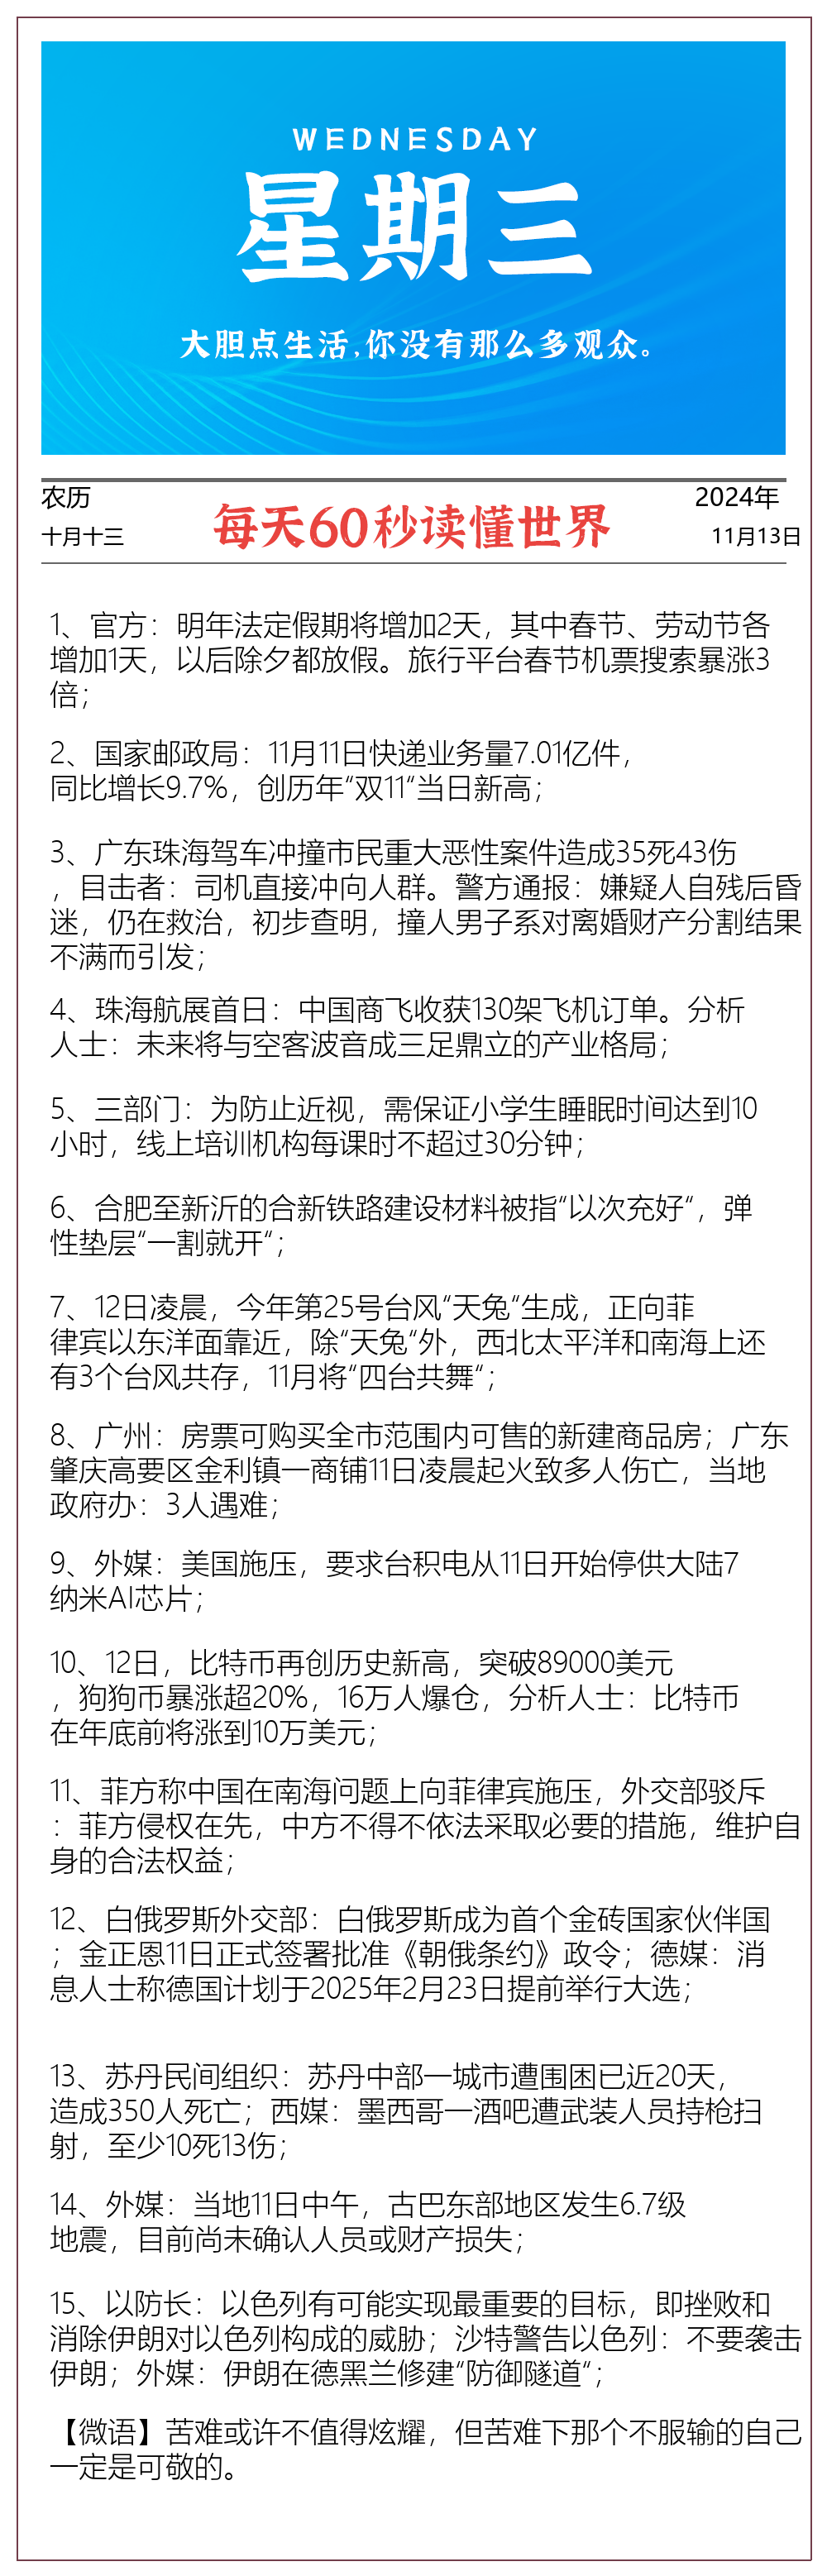 WEDNESDAY
星期三
大胆点生活,你没有那么多观众。
农历
十月十三
每天60秒读懂世界
2024年
11月13日
1、官方：明年法定假期将增加2天，其中春节、劳动节各
增加1天，以后除夕都放假。旅行平台春节机票搜索暴涨3
倍；
2、国家邮政局：11月11日快递业务量7.01亿件，
同比增长9.7%，创历年“双11“当日新高；
3、广东珠海驾车冲撞市民重大恶性案件造成35死43伤
，目击者：司机直接冲向人群。警方通报：嫌疑人自残后昏
迷，仍在救治，初步查明，撞人男子系对离婚财产分割结果
不满而引发；
4、珠海航展首日：中国商飞收获130架飞机订单。分析
人士：未来将与空客波音成三足鼎立的产业格局；
5、三部门：为防止近视，需保证小学生睡眠时间达到10
小时，线上培训机构每课时不超过30分钟；
6、合肥至新沂的合新铁路建设材料被指“以次充好“，弹
性垫层“一割就开“；
7、12日凌晨，今年第25号台风“天兔“生成，正向菲
律宾以东洋面靠近，除“天兔“外，西北太平洋和南海上还
有3个台风共存，11月将“四台共舞“；
8、广州：房票可购买全市范围内可售的新建商品房；广东
肇庆高要区金利镇一商铺11日凌晨起火致多人伤亡，当地
政府办：3人遇难；
9、外媒：美国施压，要求台积电从11日开始停供大陆7
纳米AI芯片；
10、12日，比特币再创历史新高，突破89000美元
，狗狗币暴涨超20%，16万人爆仓，分析人士：比特币
在年底前将涨到10万美元；
11、菲方称中国在南海问题上向菲律宾施压，外交部驳斥
：菲方侵权在先，中方不得不依法采取必要的措施，维护自
身的合法权益；
12、白俄罗斯外交部：白俄罗斯成为首个金砖国家伙伴国
；金正恩11日正式签署批准《朝俄条约》政令；德媒：消
息人士称德国计划于2025年2月23日提前举行大选；
13、苏丹民间组织：苏丹中部一城市遭围困已近20天，
造成350人死亡；西媒：墨西哥一酒吧遭武装人员持枪扫
射，至少10死13伤；
14、外媒：当地11日中午，古巴东部地区发生6.7级
地震，目前尚未确认人员或财产损失；
15、以防长：以色列有可能实现最重要的目标，即挫败和
消除伊朗对以色列构成的威胁；沙特警告以色列：不要袭击
伊朗；外媒：伊朗在德黑兰修建“防御隧道“；
【微语】苦难或许不值得炫耀，但苦难下那个不服输的自己
一定是可敬的。